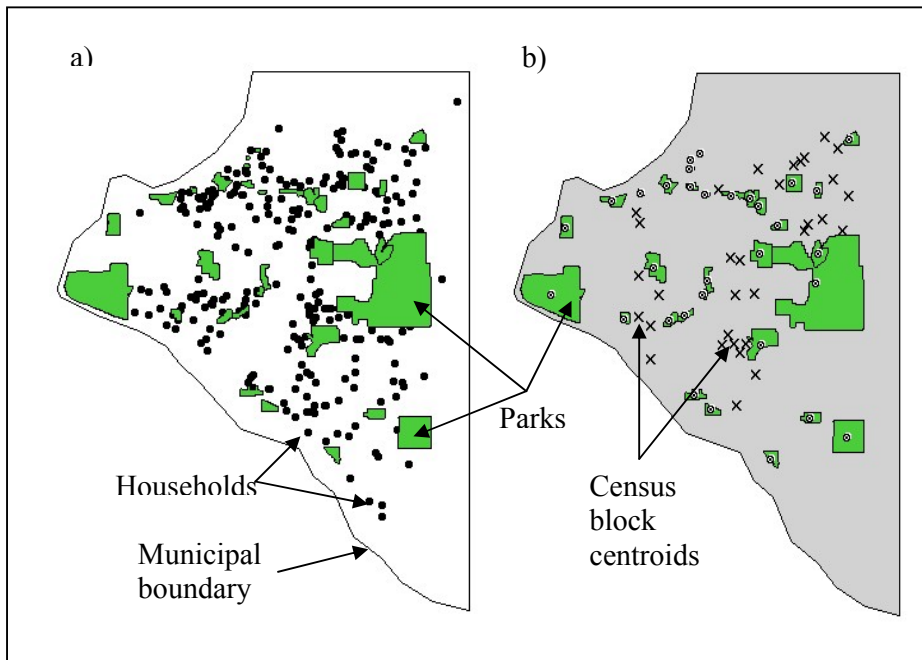 a)
b)
Parks
Households
Municipal
boundary
Census
block
centroids